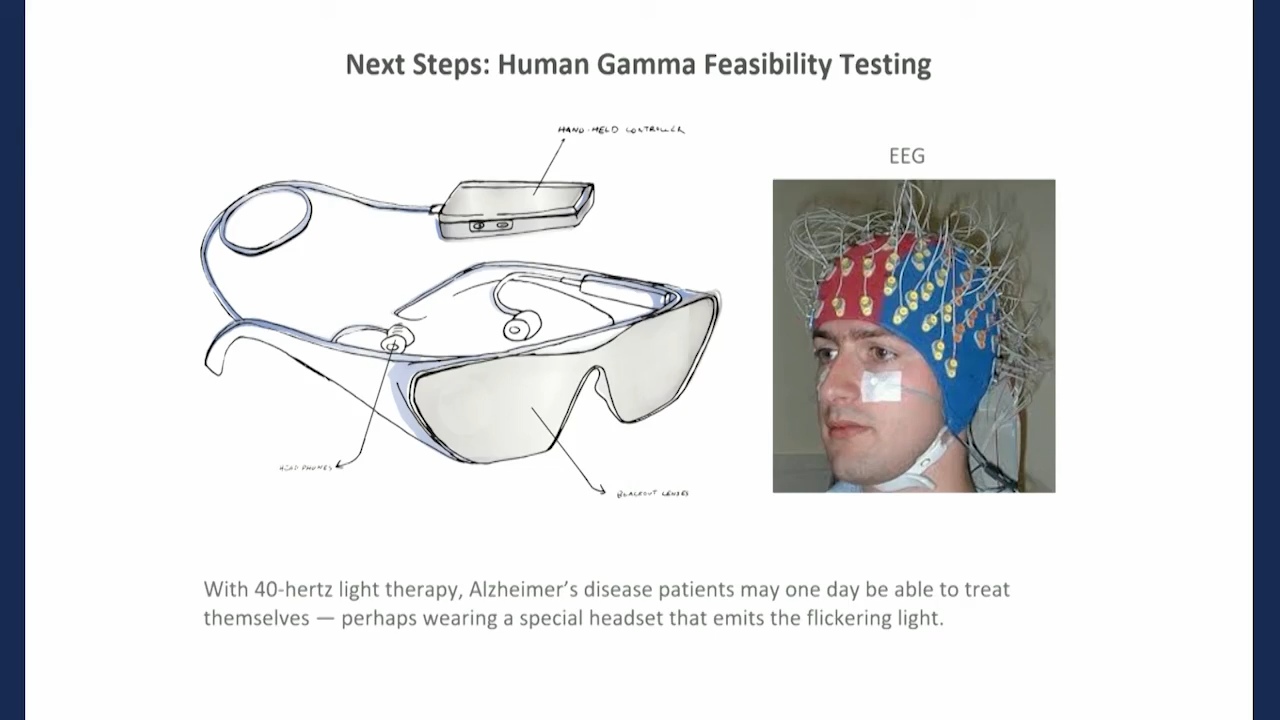 Next Steps: Human Gamma Feasibility Testing
HAND-HELD CONTROLLER
EEG
HEAD PHONES
BLACKOUT LENSES
With 40-hertz light therapy, Alzheimer’s disease patients may one day be able to treat
themselves — perhaps wearing a special headset that emits the flickering light.